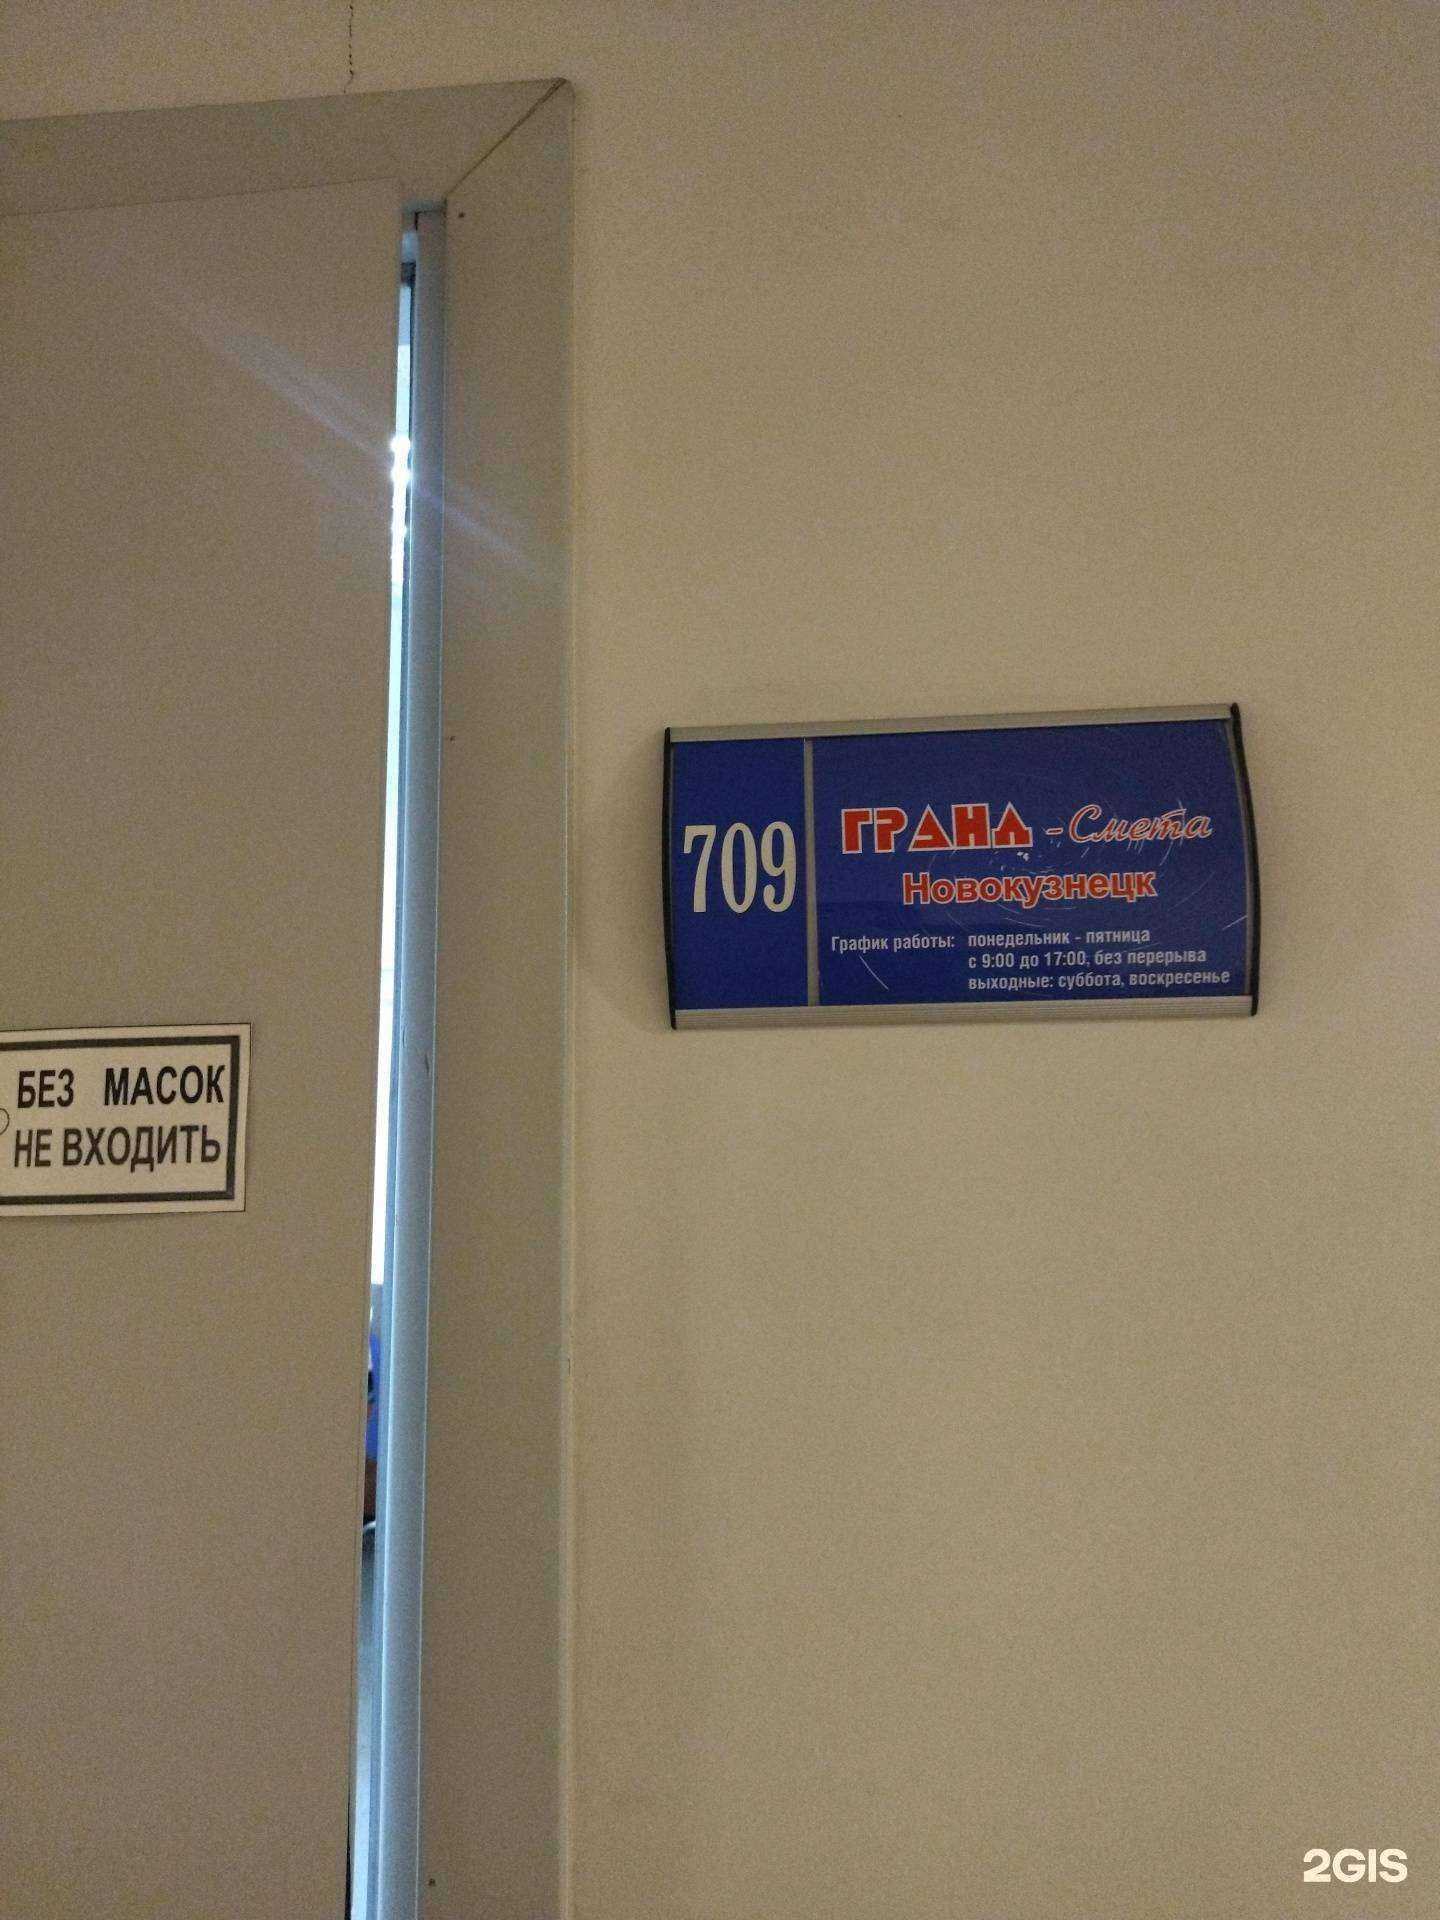 709
ГРАНД -Смета
Новокузнецк
График работы: понедельник - пятница
с 9:00 до 17:00, без перерыва
выходные: суббота, воскресенье
БЕЗ МАСОК
НЕ ВХОДИТЬ
2GIS